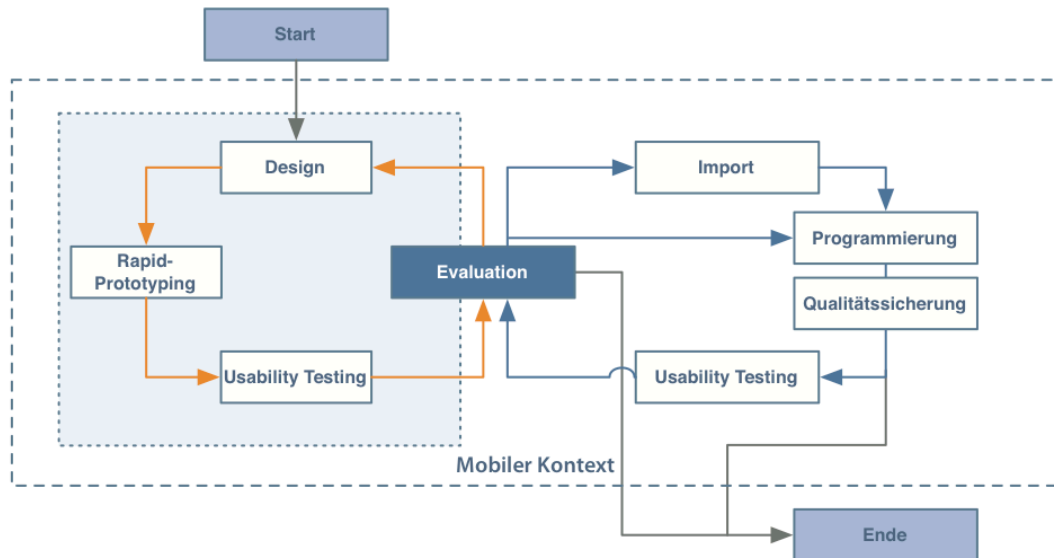 Start
Design
Import
Rapid-
Prototyping
Evaluation
Programmierung
Qualitätssicherung
Usability Testing
Usability Testing
Mobiler Kontext
Ende